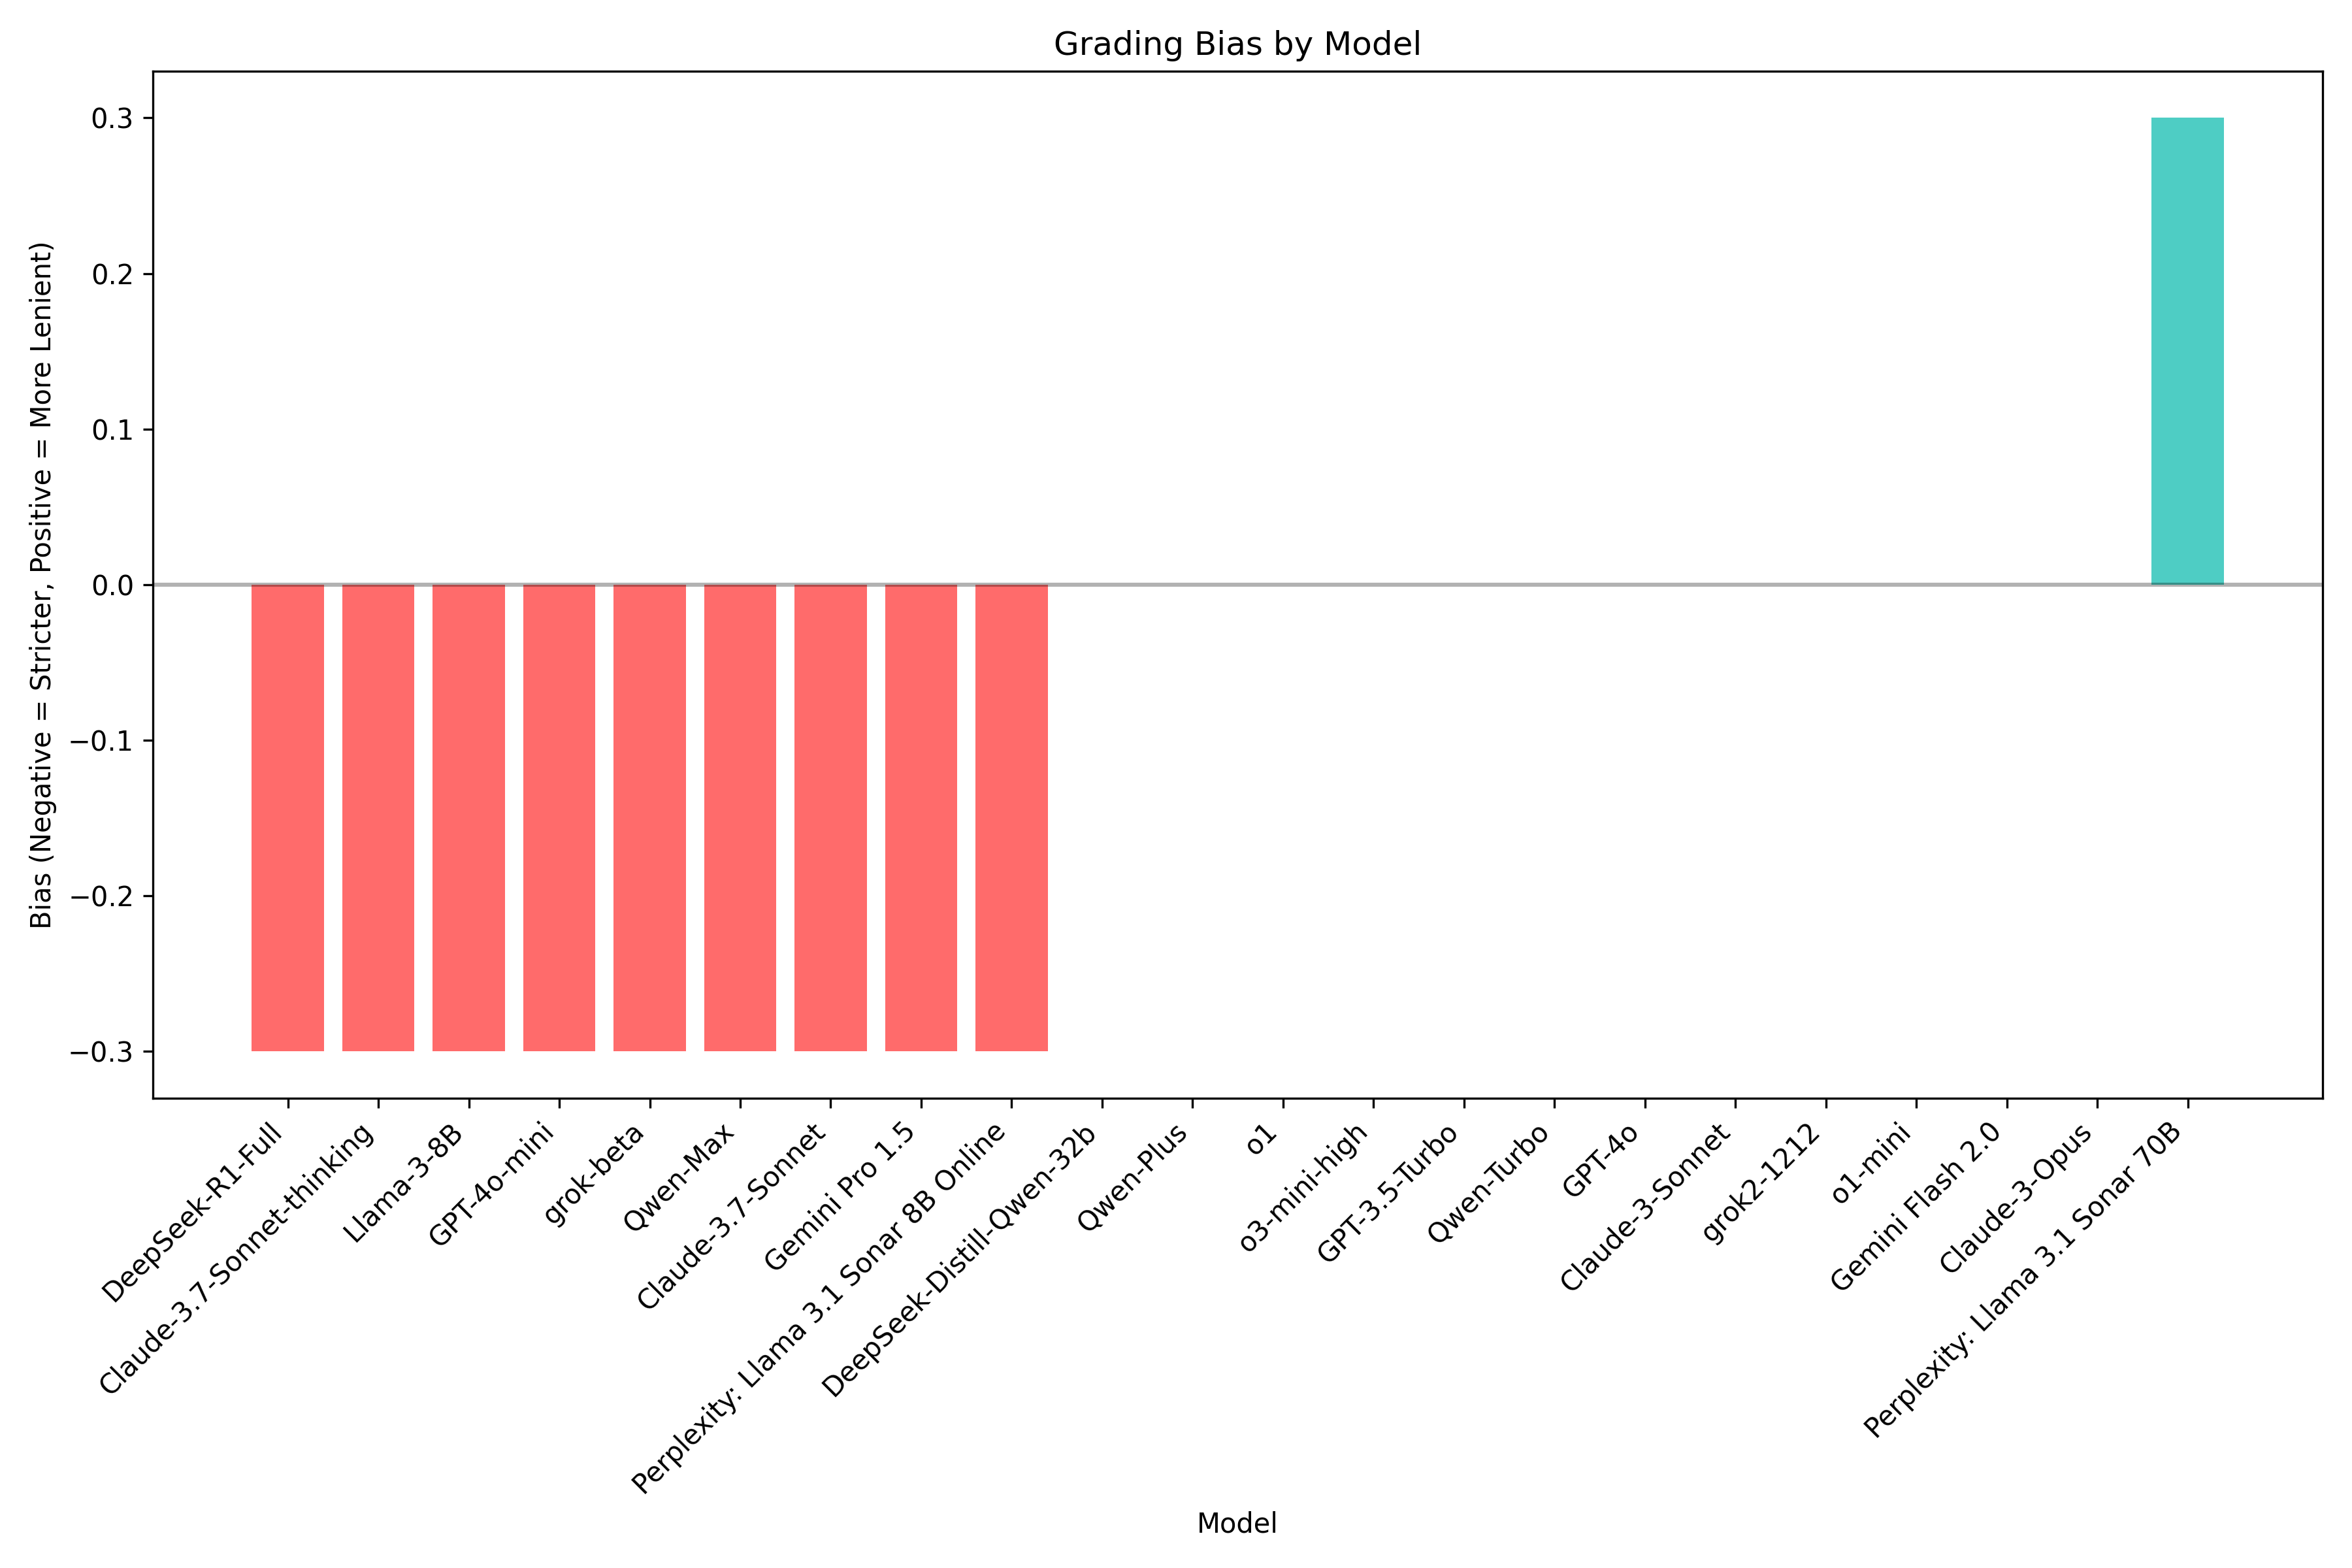 Grading Bias by Model
Bias (Negative = Stricter, Positive = More Lenient)
0.3
0.2
0.1
0.0
−0.1
−0.2
−0.3
DeepSeek-R1-Full
Claude-3.7-Sonnet-thinking
Llama-3-8B
GPT-4o-mini
grok-beta
Qwen-Max
Claude-3.7-Sonnet
Gemini Pro 1.5
Perplexity: Llama 3.1 Sonar 8B Online
DeepSeek-Distill-Qwen-32b
Qwen-Plus
o1
o3-mini-high
GPT-3.5-Turbo
Qwen-Turbo
GPT-4o
Claude-3-Sonnet
grok2-1212
o1-mini
Gemini Flash 2.0
Claude-3-Opus
Perplexity: Llama 3.1 Sonar 70B
Model